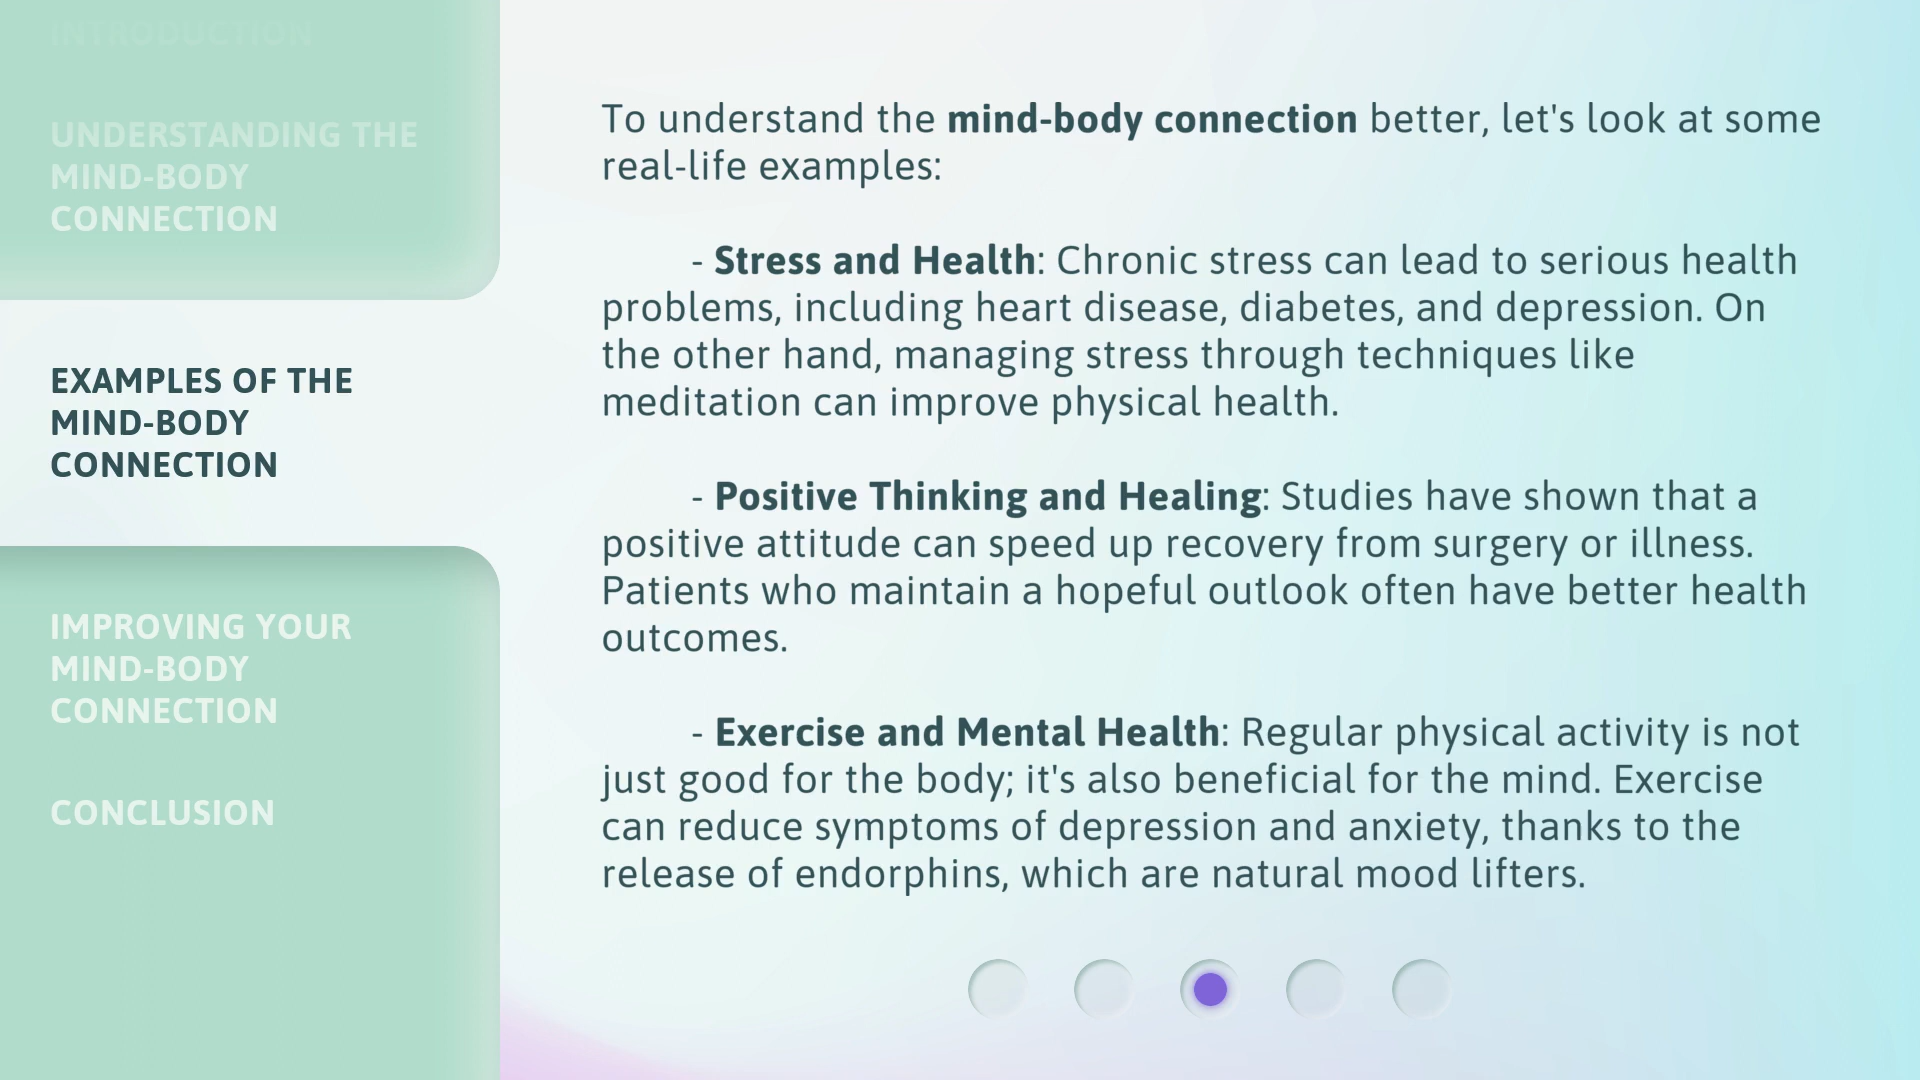 INTRODUCTION
UNDERSTANDING THE
MIND-BODY
CONNECTION
EXAMPLES OF THE
MIND-BODY
CONNECTION
IMPROVING YOUR
MIND-BODY
CONNECTION
CONCLUSION
To understand the mind-body connection better, let's look at some
real-life examples:
- Stress and Health: Chronic stress can lead to serious health
problems, including heart disease, diabetes, and depression. On
the other hand, managing stress through techniques like
meditation can improve physical health.
- Positive Thinking and Healing: Studies have shown that a
positive attitude can speed up recovery from surgery or illness.
Patients who maintain a hopeful outlook often have better health
outcomes.
- Exercise and Mental Health: Regular physical activity is not
just good for the body; it's also beneficial for the mind. Exercise
can reduce symptoms of depression and anxiety, thanks to the
release of endorphins, which are natural mood lifters.